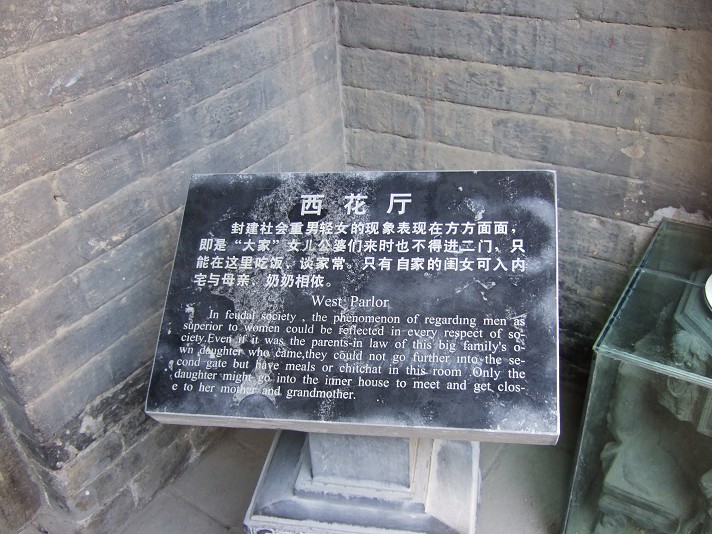 西花厅
封建社会重男轻女的现象表现在方方面面，
即是“大家”女儿公婆们来时也不得进二门，只
能在这里吃饭、谈家常。只有自家的闺女可入内
宅与母亲、奶奶相依。
West Parlor
In feudal society , the phenomenon of regarding men as
superior to women could be reflected in every respect of so-
ciety.Even if it was the parents-in law of this big family's o-
wn daughter who came,they could not go further into the se-
cond gate but have meals or chitchat in this room .Only the
daughter might go into the inner house to meet and get clos-
e to her mother and grandmother.